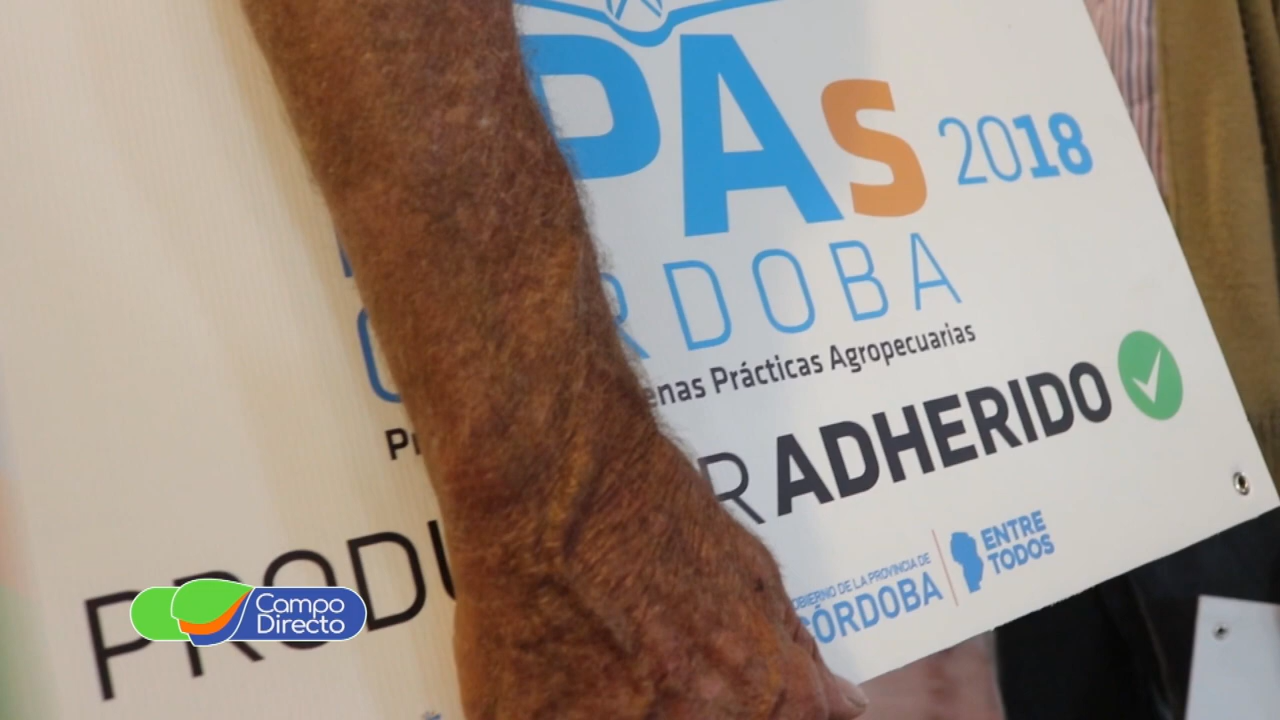 PAs 2018
RDOBA
enas Prácticas Agropecuarias
PRODU R ADHERIDO
GOBIERNO DE LA PROVINCIA DE
CÓRDOBA
ENTRE
TODOS
Campo
Directo